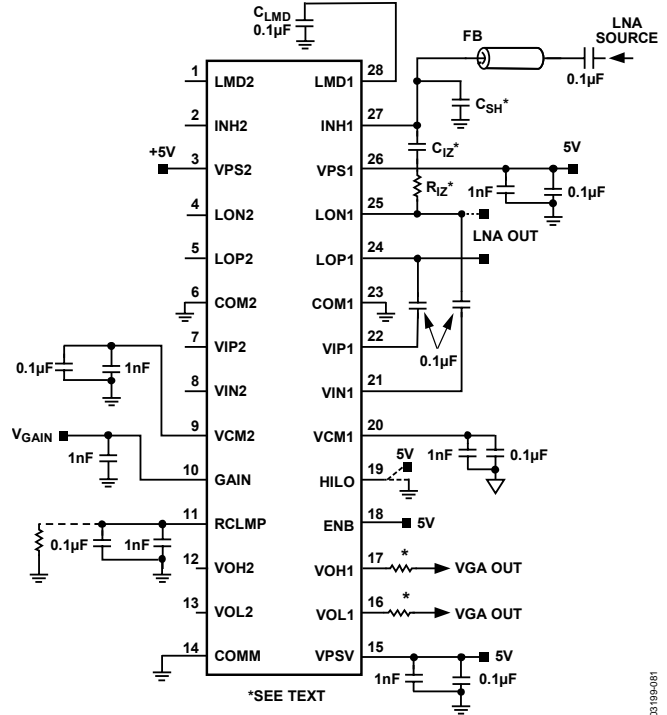 C_LMD
0.1µF
FB
LNA
SOURCE
0.1µF
1 LMD2
LMD1 28
C_SH*
2 INH2
INH1 27
C_IZ*
+5V
3 VPS2
VPS1 26
5V
R_IZ*
1nF
0.1µF
4 LON2
LON1 25
LNA OUT
5 LOP2
LOP1 24
6 COM2
COM1 23
7 VIP2
VIP1 22
0.1µF
0.1µF
1nF
8 VIN2
VIN1 21
9 VCM2
VCM1 20
V_GAIN
1nF
5V
1nF
0.1µF
10 GAIN
HILO 19
11 RCLMP
ENB 18
5V
0.1µF
1nF
12 VOH2
VOH1 17
*
VGA OUT
13 VOL2
VOL1 16
*
VGA OUT
14 COMM
VPSV 15
5V
1nF
0.1µF
*SEE TEXT
03199-081